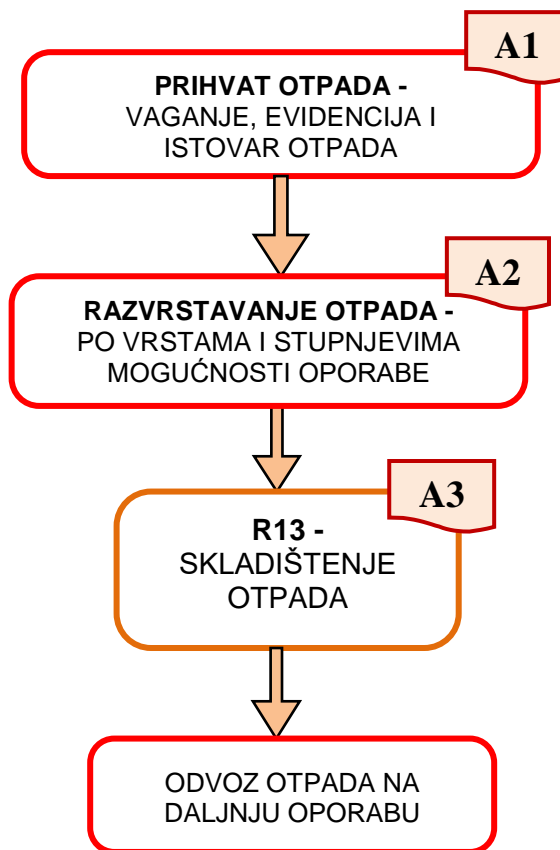 A1
PRIHVAT OTPADA -
VAGANJE, EVIDENCIJA I
ISTOVAR OTPADA
A2
RAZVRSTAVANJE OTPADA -
PO VRSTAMA I STUPNJEVIMA
MOGUĆNOSTI OPORABE
A3
R13 -
SKLADIŠTENJE
OTPADA
ODVOZ OTPADA NA
DALJNJU OPORABU